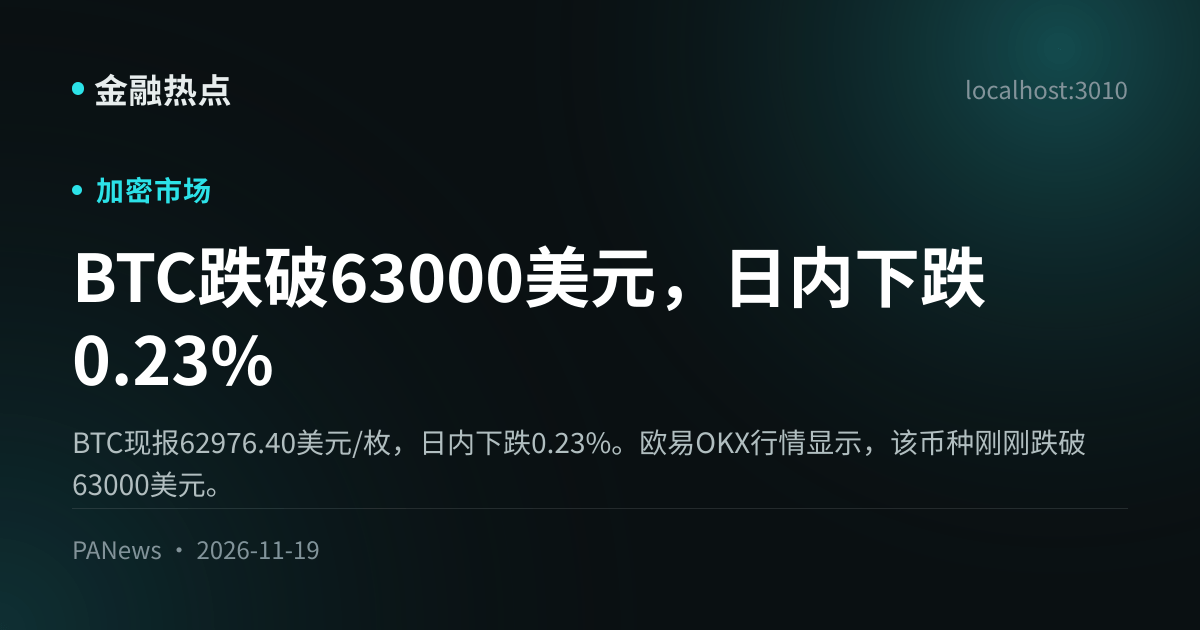 金融热点
localhost:3010
加密市场
BTC跌破63000美元，日内下跌
0.23%
BTC现报62976.40美元/枚，日内下跌0.23%。欧易OKX行情显示，该币种刚刚跌破
63000美元。
PANews • 2026-11-19